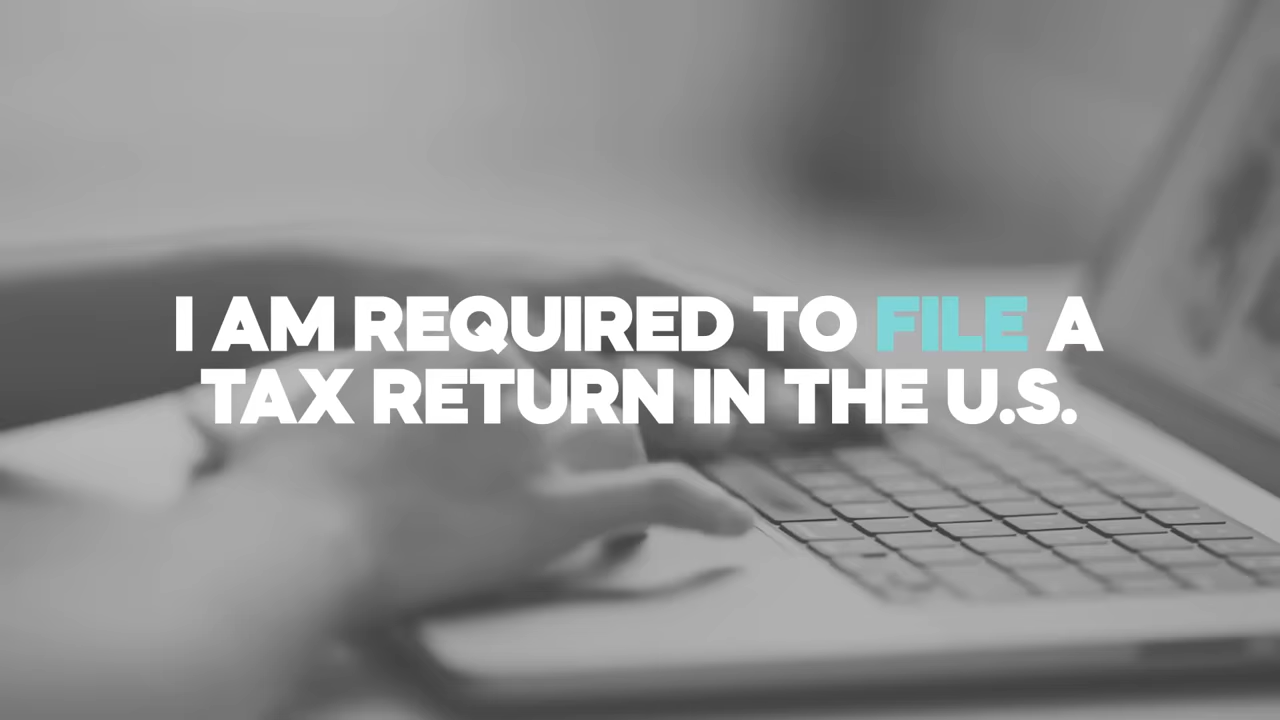 I AM REQUIRED TO FILE A
TAX RETURN IN THE U.S.